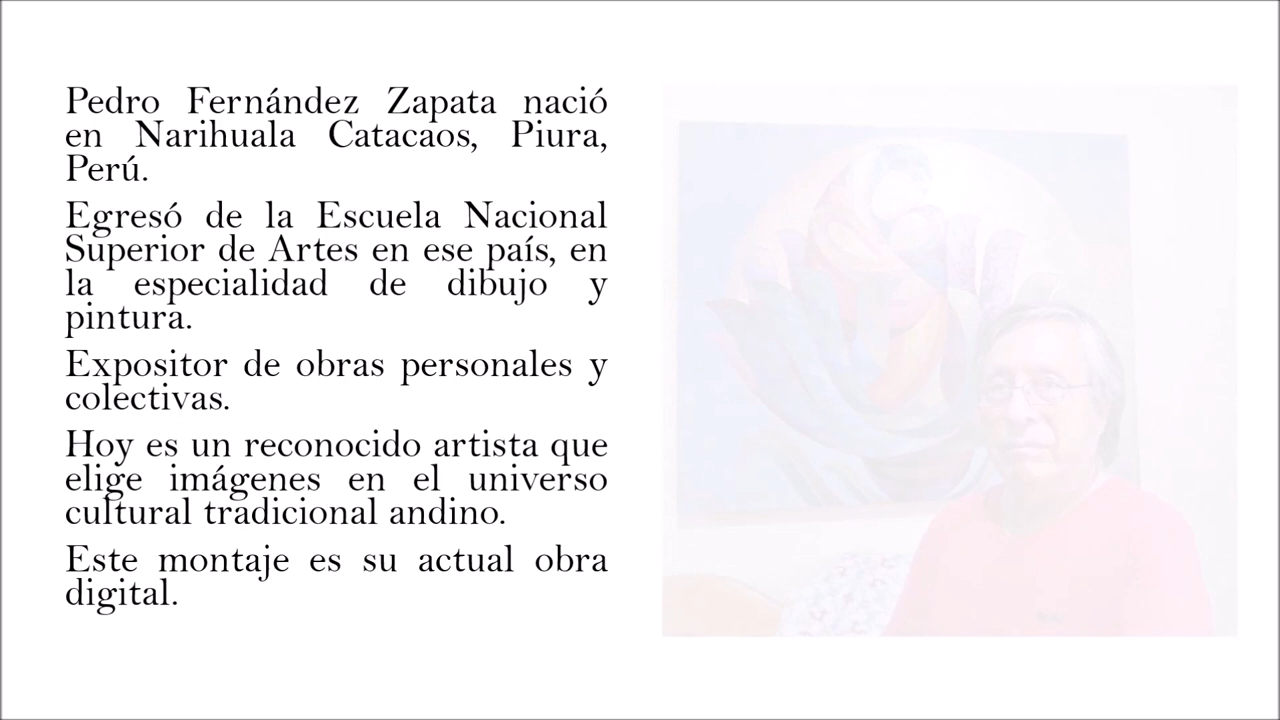 Pedro Fernández Zapata nació
en Narihuala Catacaos, Piura,
Perú.
Egresó de la Escuela Nacional
Superior de Artes en ese país, en
la especialidad de dibujo y
pintura.
Expositor de obras personales y
colectivas.
Hoy es un reconocido artista que
elige imágenes en el universo
cultural tradicional andino.
Este montaje es su actual obra
digital.